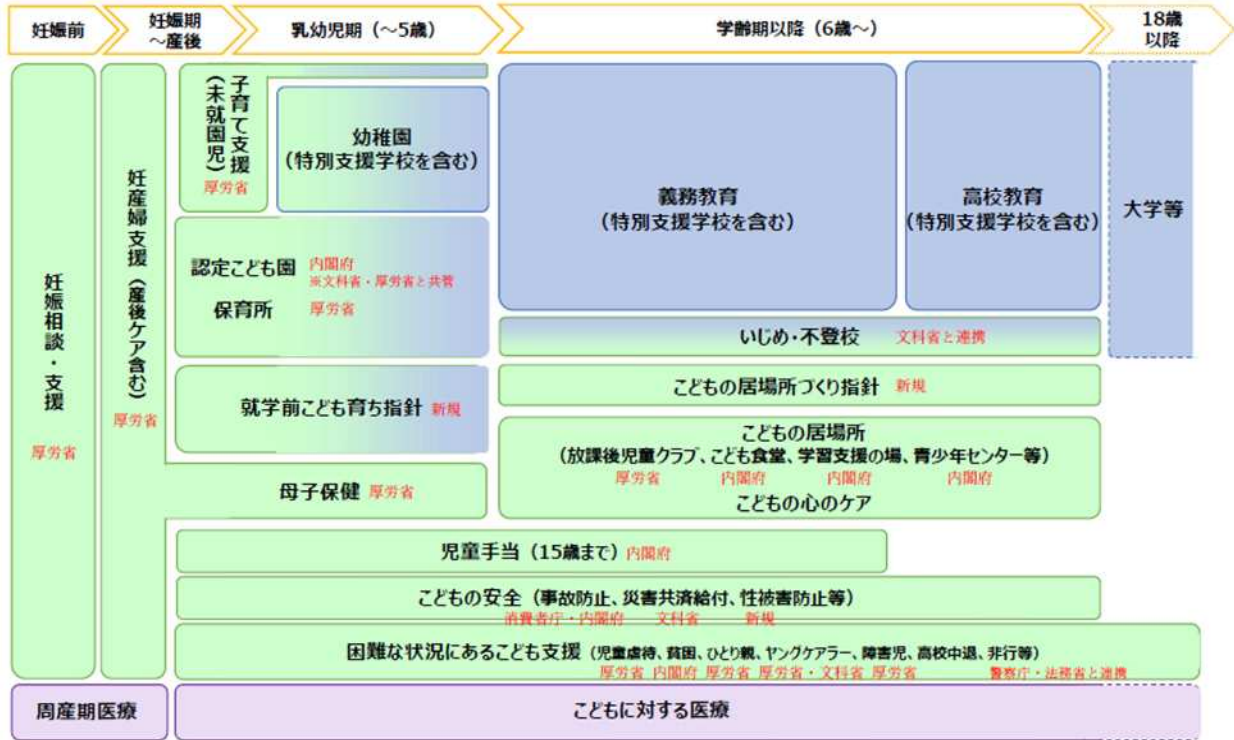 妊娠前
妊娠期
～産後
乳幼児期（～5歳）
学齢期以降（6歳～）
18歳
以降
妊娠相談・支援
厚労省
妊産婦支援（産後ケア含む）
厚労省
子育て支援
（未就園児）
厚労省
幼稚園
（特別支援学校を含む）
認定こども園 内閣府
※文科省・厚労省と共管
保育所 厚労省
就学前こども育ち指針 新規
母子保健 厚労省
義務教育
（特別支援学校を含む）
高校教育
（特別支援学校を含む）
大学等
いじめ・不登校 文科省と連携
こどもの居場所づくり指針 新規
こどもの居場所
（放課後児童クラブ、こども食堂、学習支援の場、青少年センター等）
厚労省 内閣府 内閣府 内閣府
こどもの心のケア
児童手当（15歳まで）内閣府
こどもの安全（事故防止、災害共済給付、性被害防止等）
消費者庁・内閣府 文科省 新規
困難な状況にあるこども支援（児童虐待、貧困、ひとり親、ヤングケアラー、障害児、高校中退、非行等）
厚労省 内閣府 厚労省 厚労省・文科省 厚労省 警察庁・法務省と連携
周産期医療
こどもに対する医療